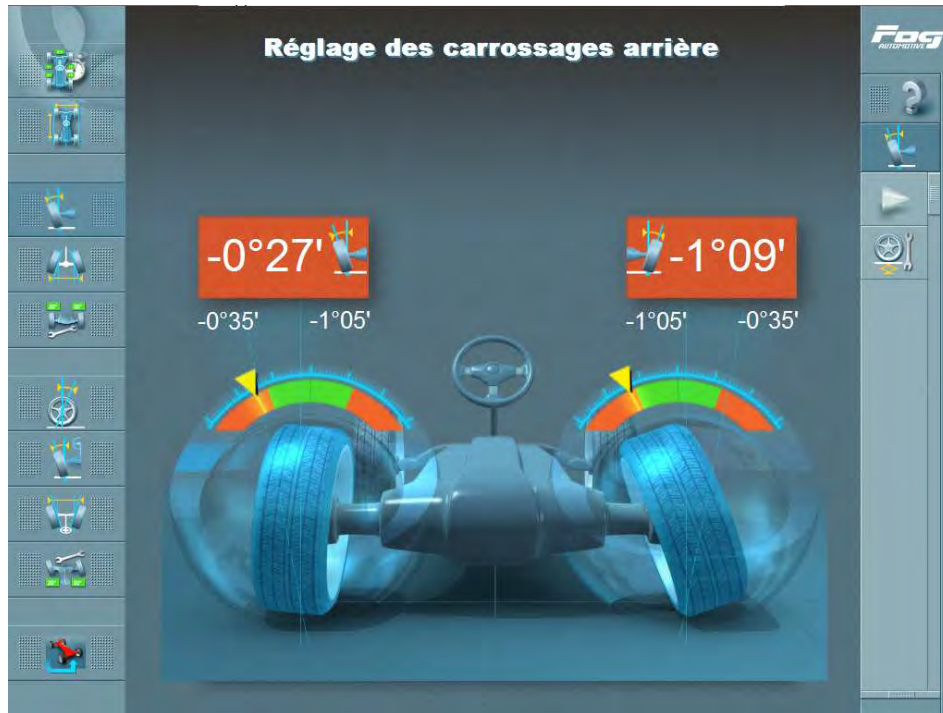 Réglage des carrossages arrière
Fog
AUTOMOTIVE
-0°27'
-1°09'
-0°35'
-1°05'
-1°05'
-0°35'